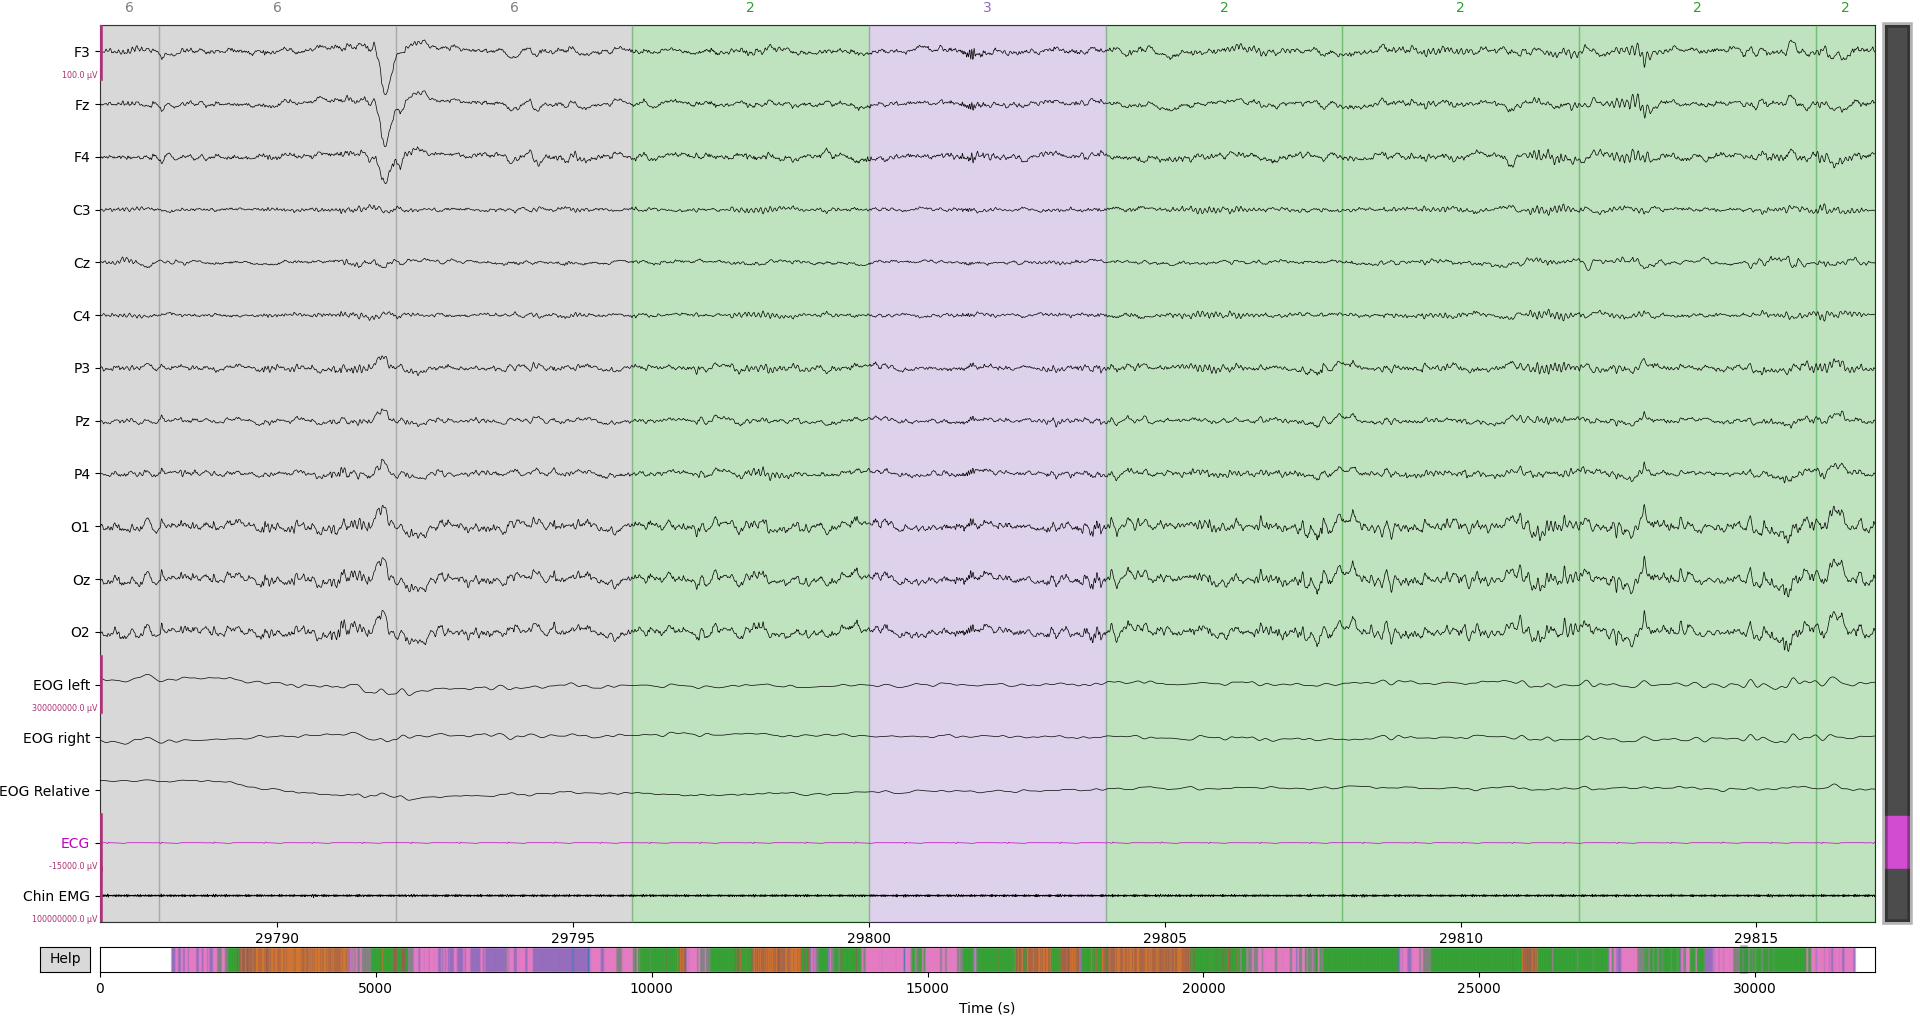 6 6 6 2 3 2 2 2 2
F3
100.0 µV
Fz
F4
C3
Cz
C4
P3
Pz
P4
O1
Oz
O2
EOG left
300000000.0 µV
EOG right
EOG Relative
ECG
-15000.0 µV
Chin EMG
100000000.0 µV
29790 29795 29800 29805 29810 29815
Help
0 5000 10000 15000 20000 25000 30000
Time (s)